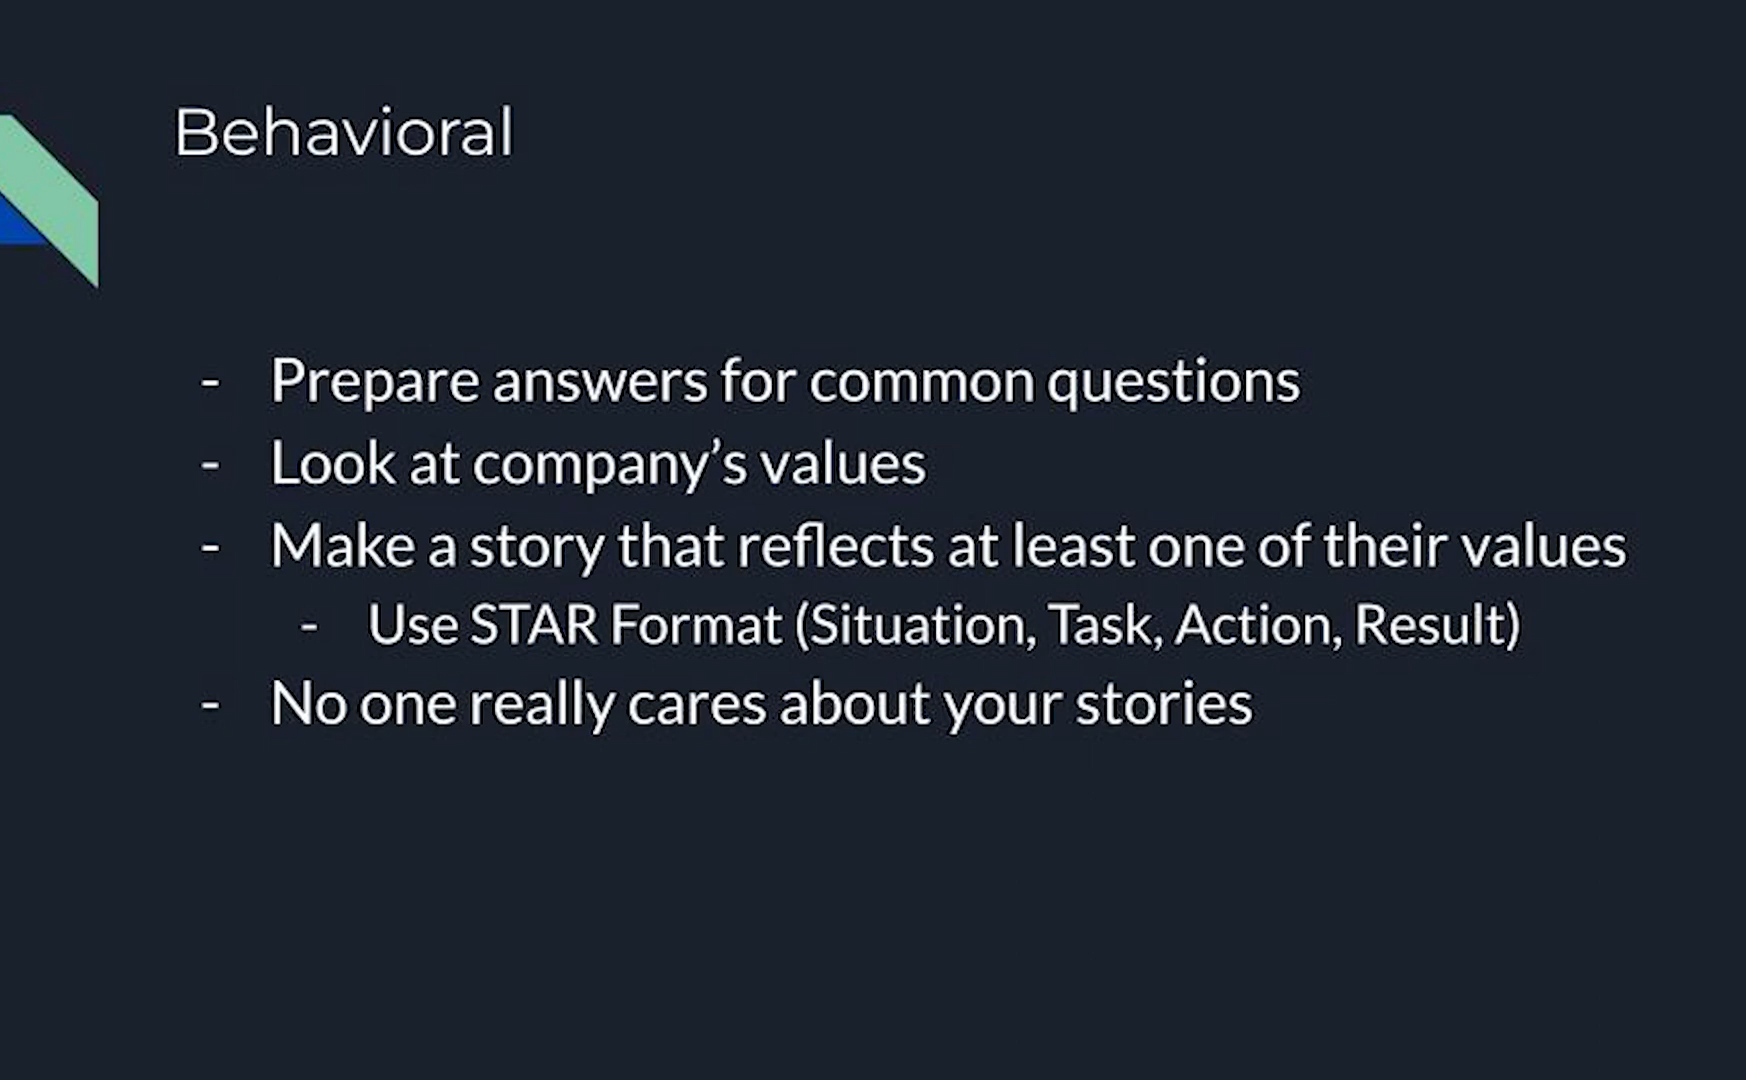 Behavioral
- Prepare answers for common questions
- Look at company’s values
- Make a story that reflects at least one of their values
- Use STAR Format (Situation, Task, Action, Result)
- No one really cares about your stories